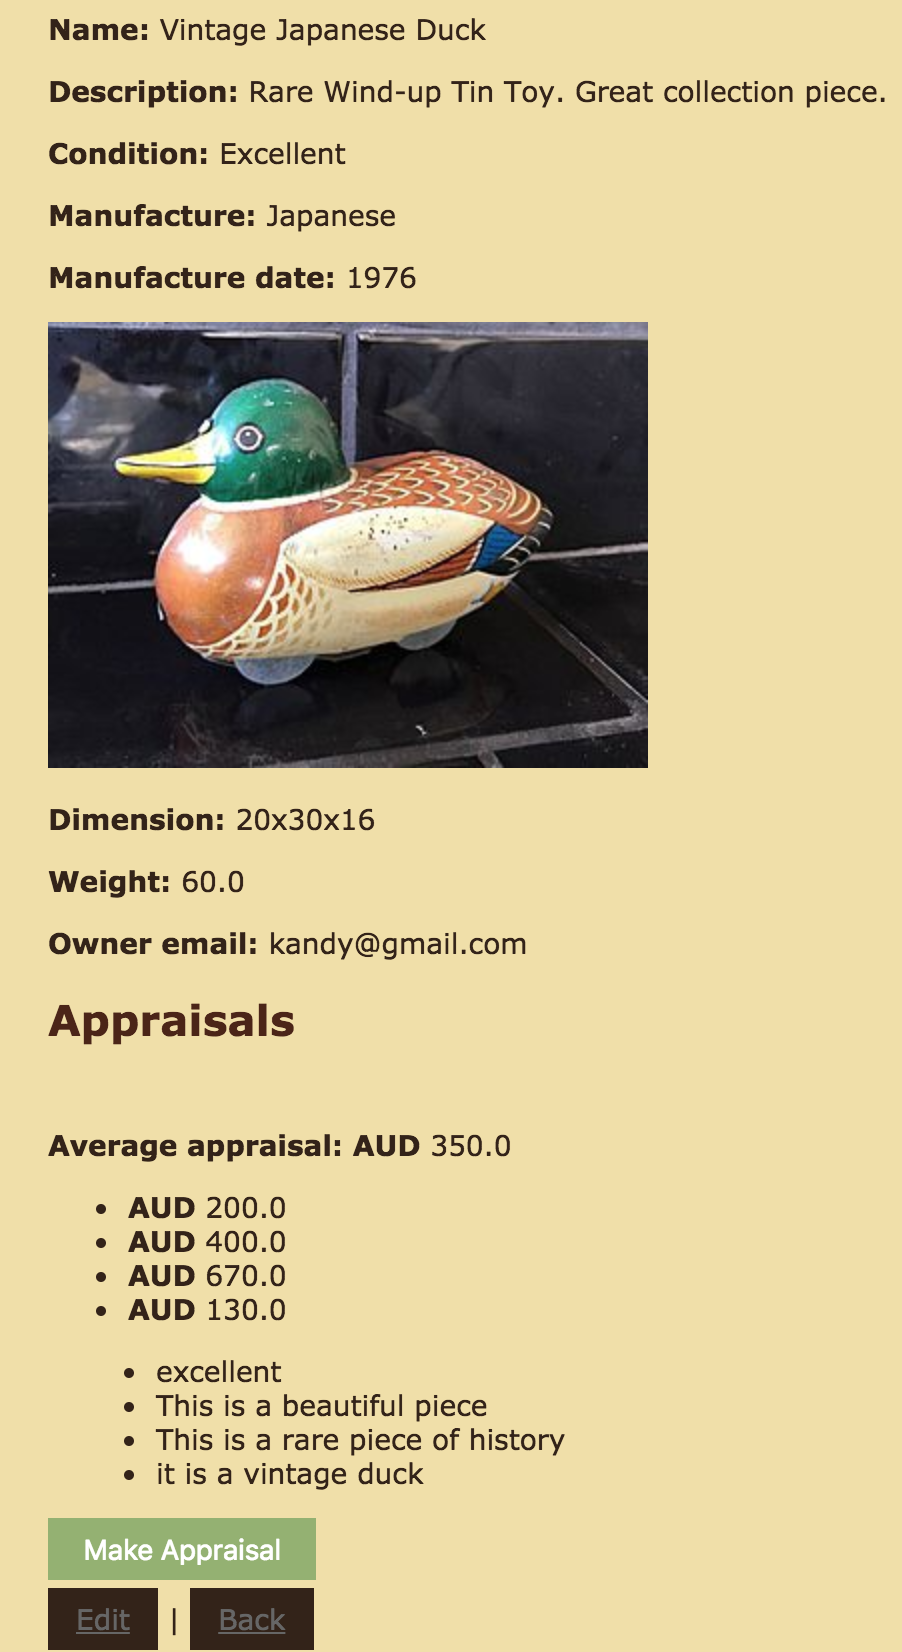 Name: Vintage Japanese Duck
Description: Rare Wind-up Tin Toy. Great collection piece.
Condition: Excellent
Manufacture: Japanese
Manufacture date: 1976
Dimension: 20x30x16
Weight: 60.0
Owner email: kandy@gmail.com
Appraisals
Average appraisal: AUD 350.0
AUD 200.0
AUD 400.0
AUD 670.0
AUD 130.0
excellent
This is a beautiful piece
This is a rare piece of history
it is a vintage duck
Make Appraisal
Edit | Back